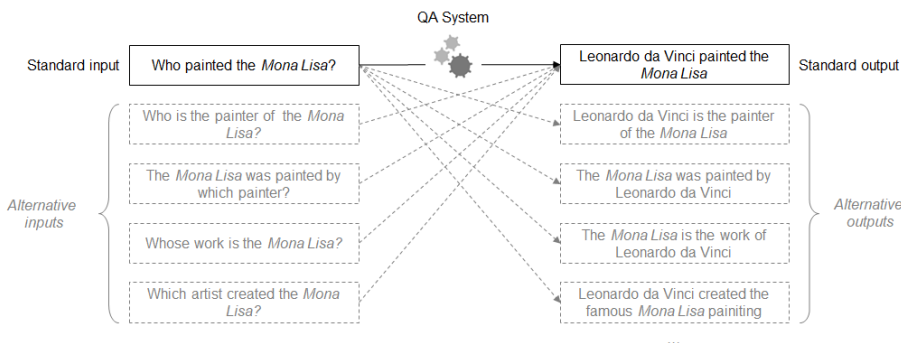 QA System
Standard input
Who painted the Mona Lisa?
Leonardo da Vinci painted the
Mona Lisa
Standard output
Who is the painter of the Mona
Lisa?
Leonardo da Vinci is the painter
of the Mona Lisa
The Mona Lisa was painted by
which painter?
The Mona Lisa was painted by
Leonardo da Vinci
Alternative
inputs
Alternative
outputs
Whose work is the Mona Lisa?
The Mona Lisa is the work of
Leonardo da Vinci
Which artist created the Mona
Lisa?
Leonardo da Vinci created the
famous Mona Lisa painiting
...